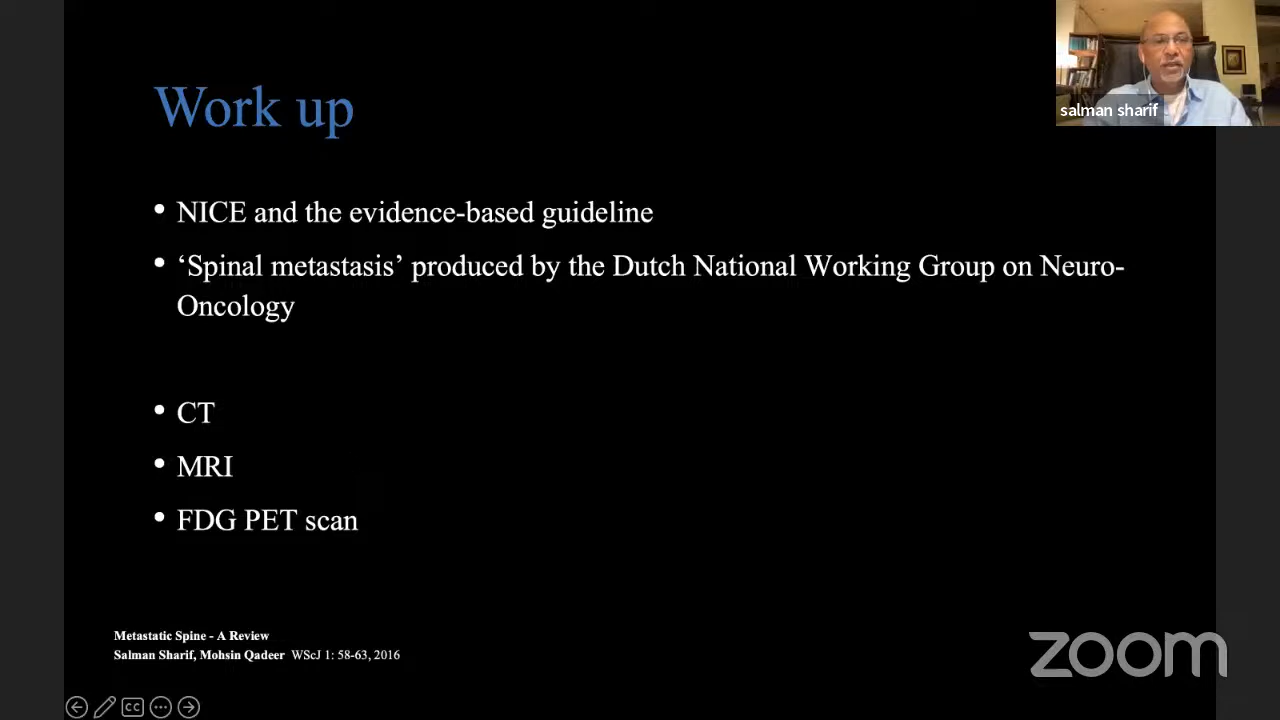 salman sharif
Work up
• NICE and the evidence-based guideline
• ‘Spinal metastasis’ produced by the Dutch National Working Group on Neuro-
Oncology
• CT
• MRI
• FDG PET scan
Metastatic Spine - A Review
Salman Sharif, Mohsin Qadeer WScJ 1: 58-63, 2016
zoom
CC